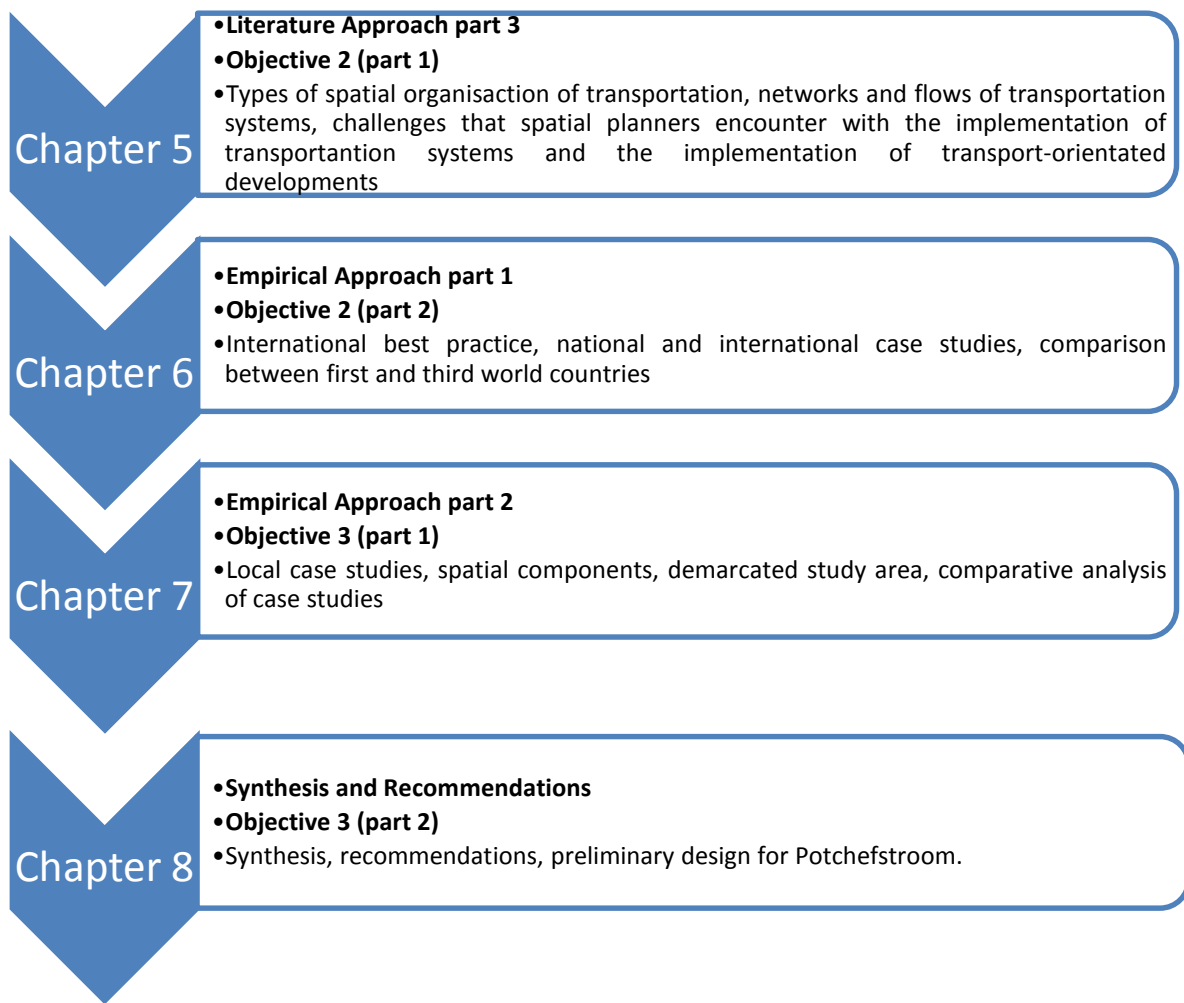 Chapter 5
•Literature Approach part 3
•Objective 2 (part 1)
•Types of spatial organisaction of transportation, networks and flows of transportation
systems, challenges that spatial planners encounter with the implementation of
transportantion systems and the implementation of transport-orientated
developments
Chapter 6
•Empirical Approach part 1
•Objective 2 (part 2)
•International best practice, national and international case studies, comparison
between first and third world countries
Chapter 7
•Empirical Approach part 2
•Objective 3 (part 1)
•Local case studies, spatial components, demarcated study area, comparative analysis
of case studies
Chapter 8
•Synthesis and Recommendations
•Objective 3 (part 2)
•Synthesis, recommendations, preliminary design for Potchefstroom.